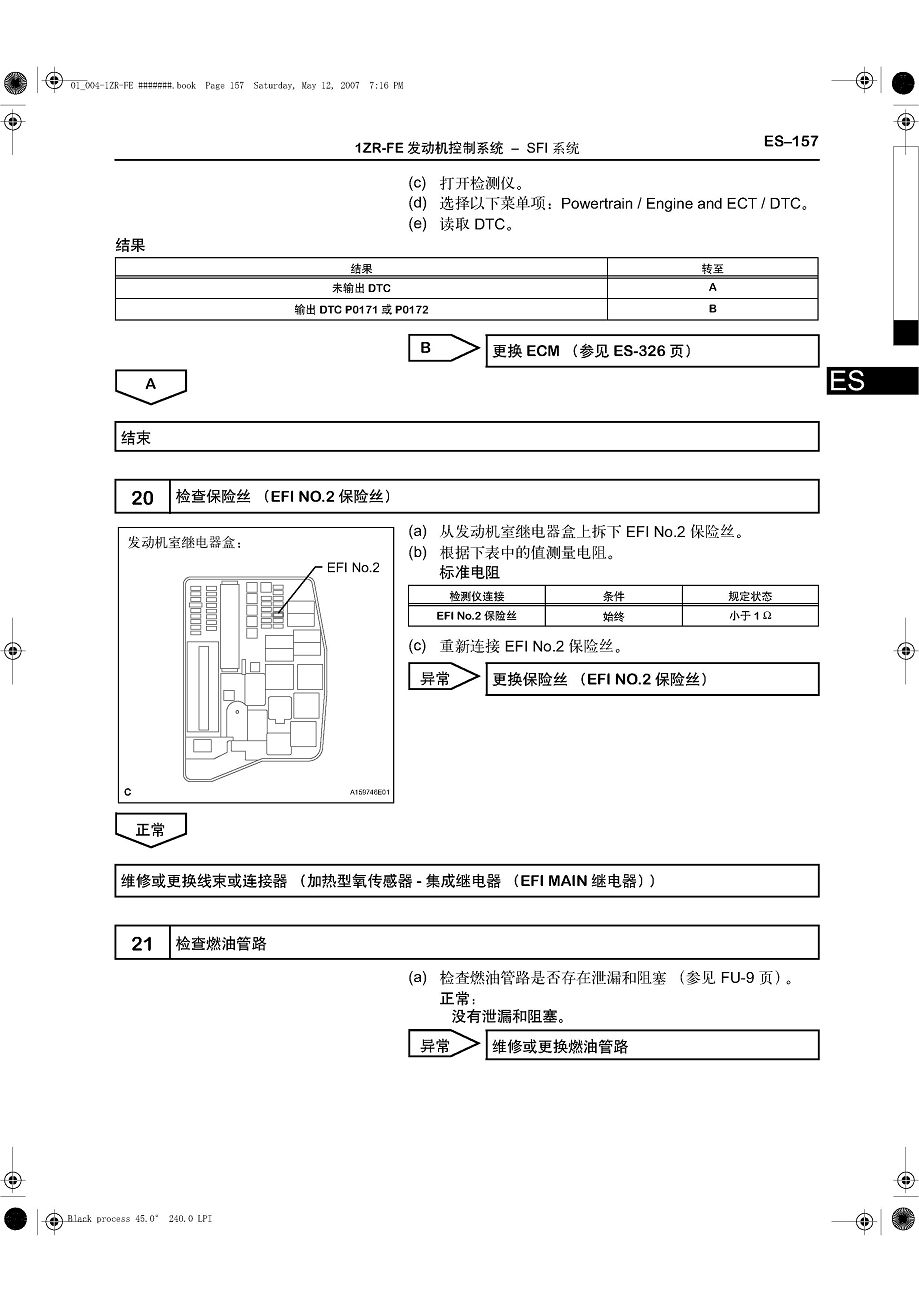 01_004-1ZR-FE #######.book Page 157 Saturday, May 12, 2007 7:16 PM
ES–157
1ZR-FE 发动机控制系统 – SFI 系统
(c) 打开检测仪。
(d) 选择以下菜单项：Powertrain / Engine and ECT / DTC。
(e) 读取 DTC。
结果
结果 转至
未输出 DTC A
输出 DTC P0171 或 P0172 B
B 更换 ECM （参见 ES-326 页）
ES
A
结束
20 检查保险丝 （EFI NO.2 保险丝）
发动机室继电器盒：
EFI No.2
C
A159746E01
(a) 从发动机室继电器盒上拆下 EFI No.2 保险丝。
(b) 根据下表中的值测量电阻。
标准电阻
检测仪连接 条件 规定状态
EFI No.2 保险丝 始终 小于 1 Ω
(c) 重新连接 EFI No.2 保险丝。
异常 更换保险丝 （EFI NO.2 保险丝）
正常
维修或更换线束或连接器 （加热型氧传感器 - 集成继电器 （EFI MAIN 继电器））
21 检查燃油管路
(a) 检查燃油管路是否存在泄漏和阻塞 （参见 FU-9 页）。
正常：
没有泄漏和阻塞。
异常 维修或更换燃油管路
Black process 45.0° 240.0 LPI